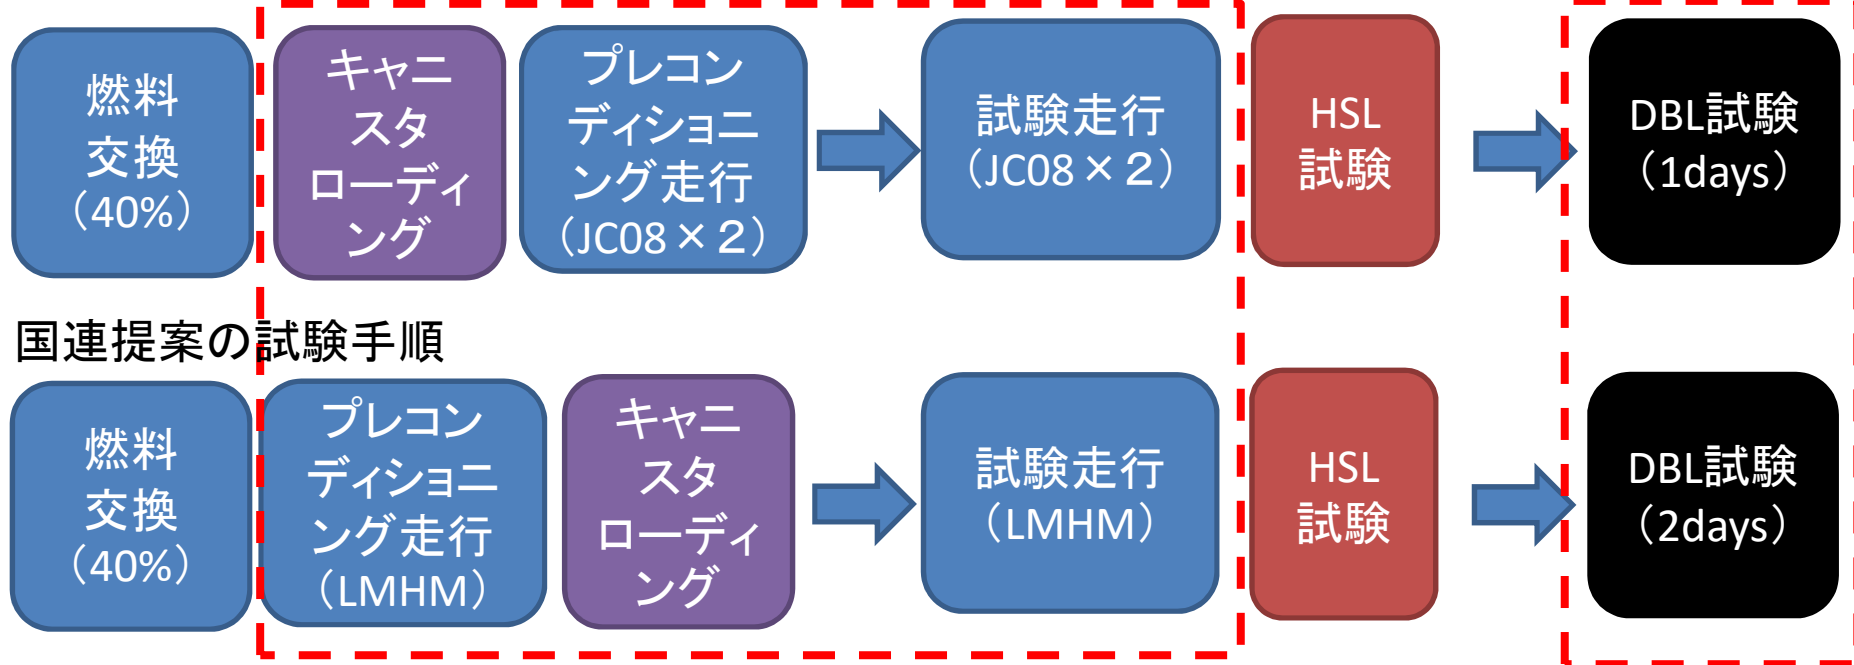 燃料
交換
（40%）
キャニ
スタ
ローディ
ング
プレコン
ディショニ
ング走行
（JC08×２）
試験走行
（JC08×２）
HSL
試験
DBL試験
（1days）
国連提案の試験手順
燃料
交換
（40%）
プレコン
ディショニ
ング走行
（LMHM）
キャニ
スタ
ローディ
ング
試験走行
（LMHM）
HSL
試験
DBL試験
（2days）